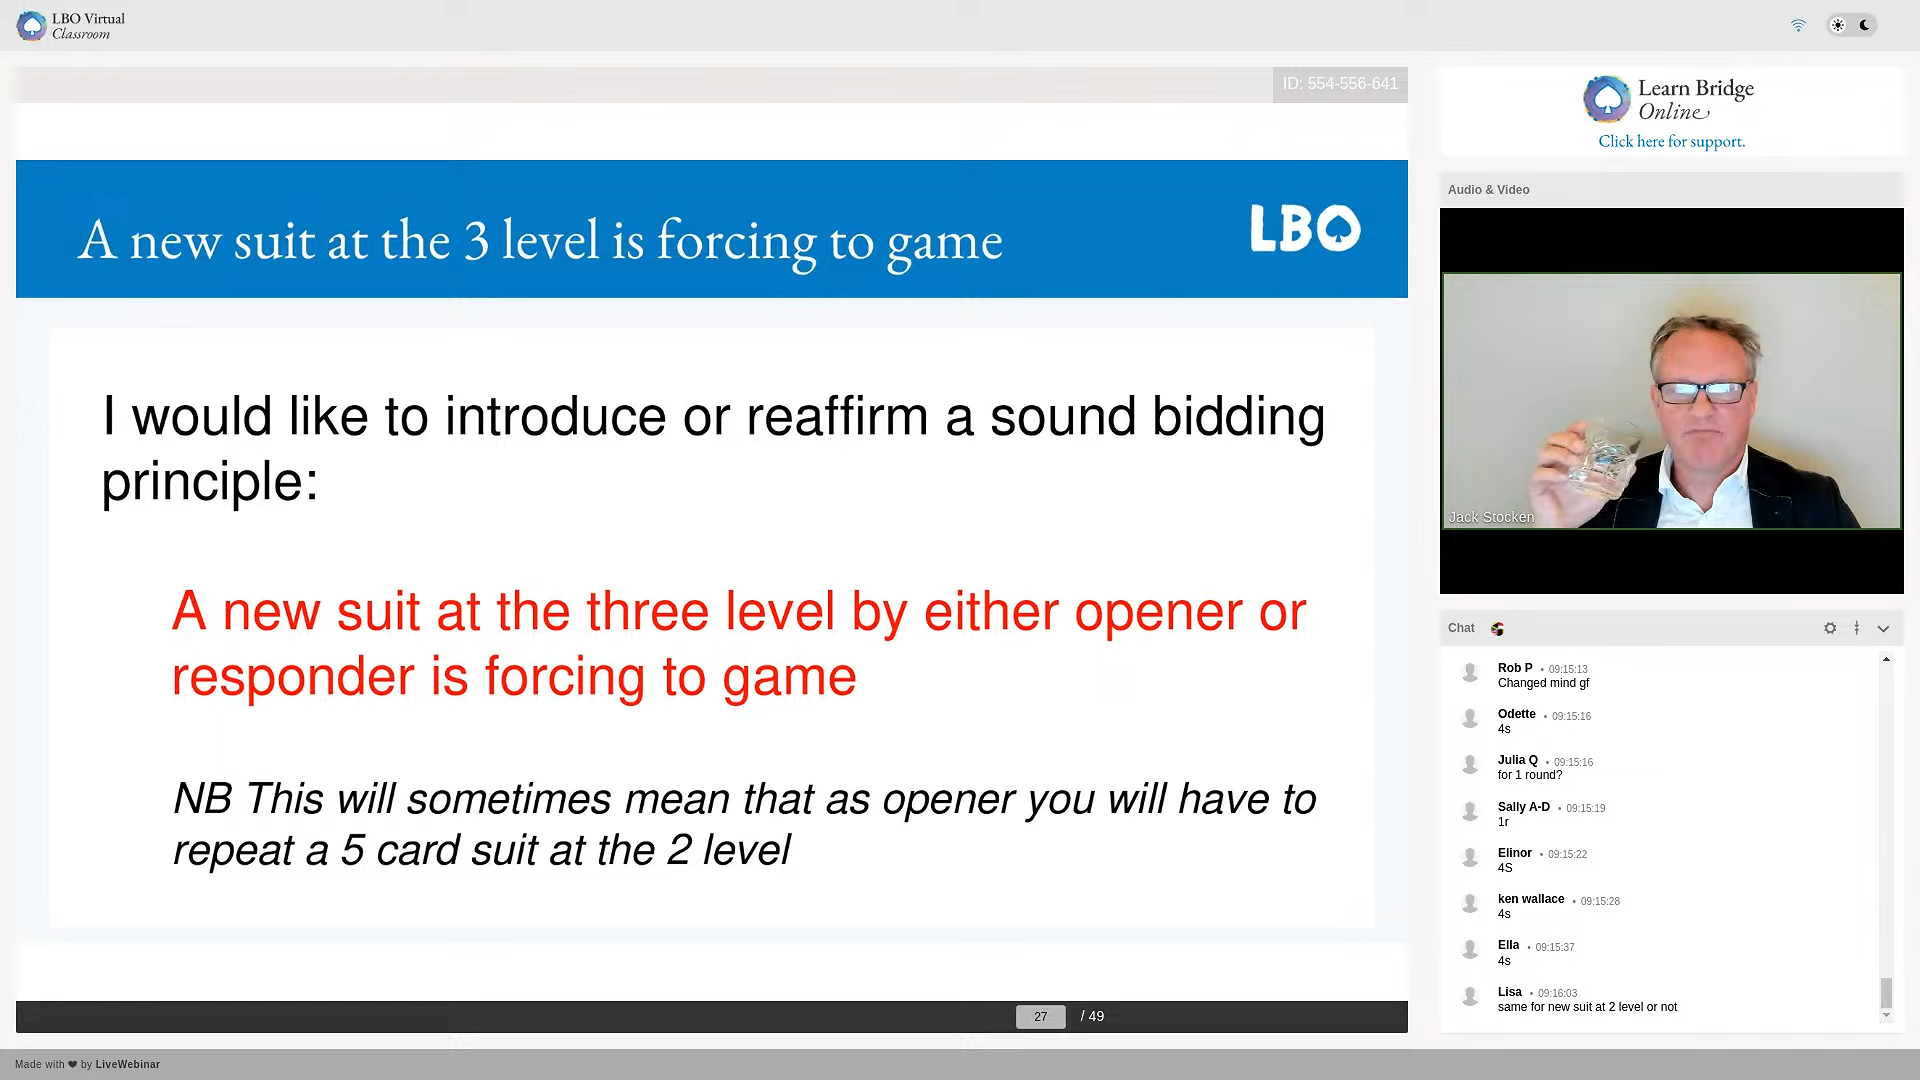 LBO Virtual
Classroom
ID: 554-556-641
A new suit at the 3 level is forcing to game
LBO
I would like to introduce or reaffirm a sound bidding
principle:
A new suit at the three level by either opener or
responder is forcing to game
NB This will sometimes mean that as opener you will have to
repeat a 5 card suit at the 2 level
27 / 49
Learn Bridge
Online
Click here for support.
Audio & Video
Jack Stocken
Chat
Rob P • 09:15:13
Changed mind gf
Odette • 09:15:16
4s
Julia Q • 09:15:16
for 1 round?
Sally A-D • 09:15:19
1r
Elinor • 09:15:22
4S
ken wallace • 09:15:28
4s
Ella • 09:15:37
4s
Lisa • 09:16:03
same for new suit at 2 level or not
Made with ❤ by LiveWebinar